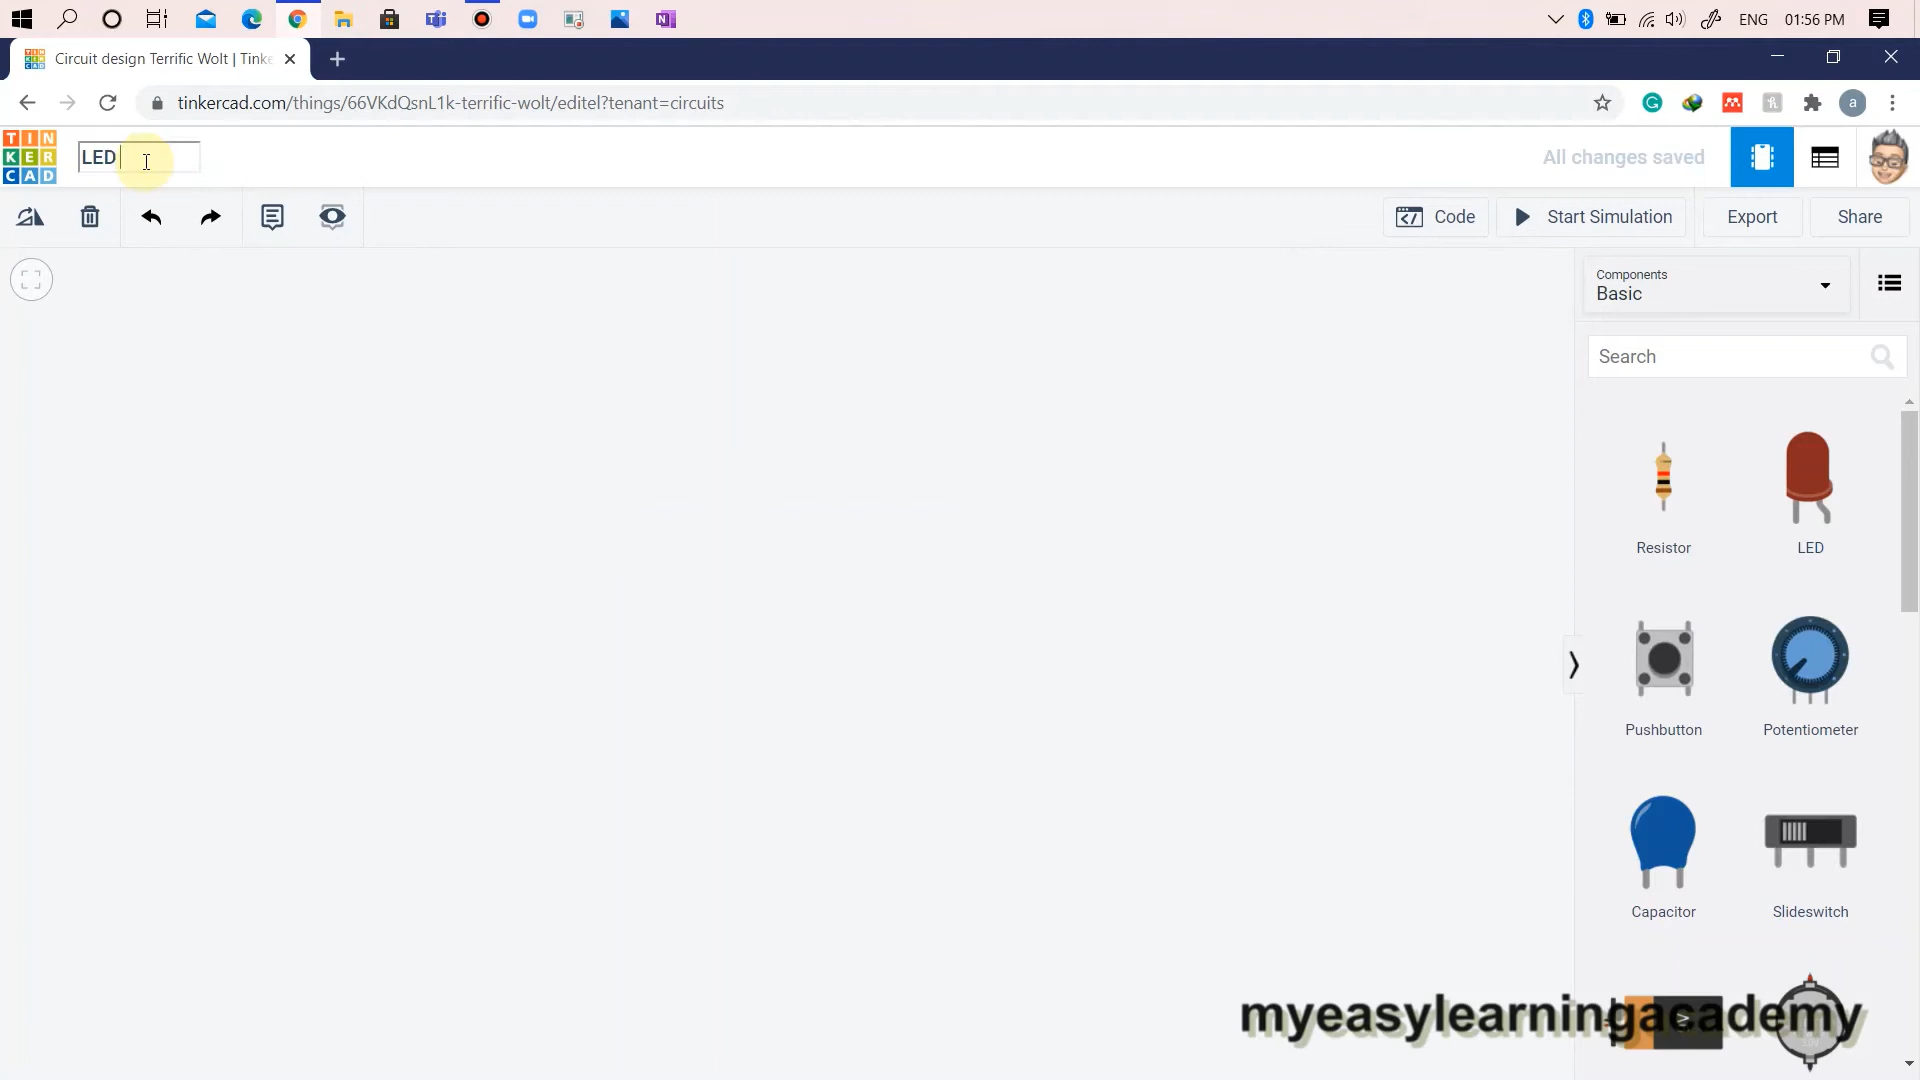 ENG 01:56 PM
Circuit design Terrific Wolt | Tinke
tinkercad.com/things/66VKdQsnL1k-terrific-wolt/editel?tenant=circuits
TIN
KER
CAD
LED
All changes saved
Code
Start Simulation
Export
Share
Components
Basic
Search
Resistor
LED
Pushbutton
Potentiometer
Capacitor
Slideswitch
myeasylearningacademy